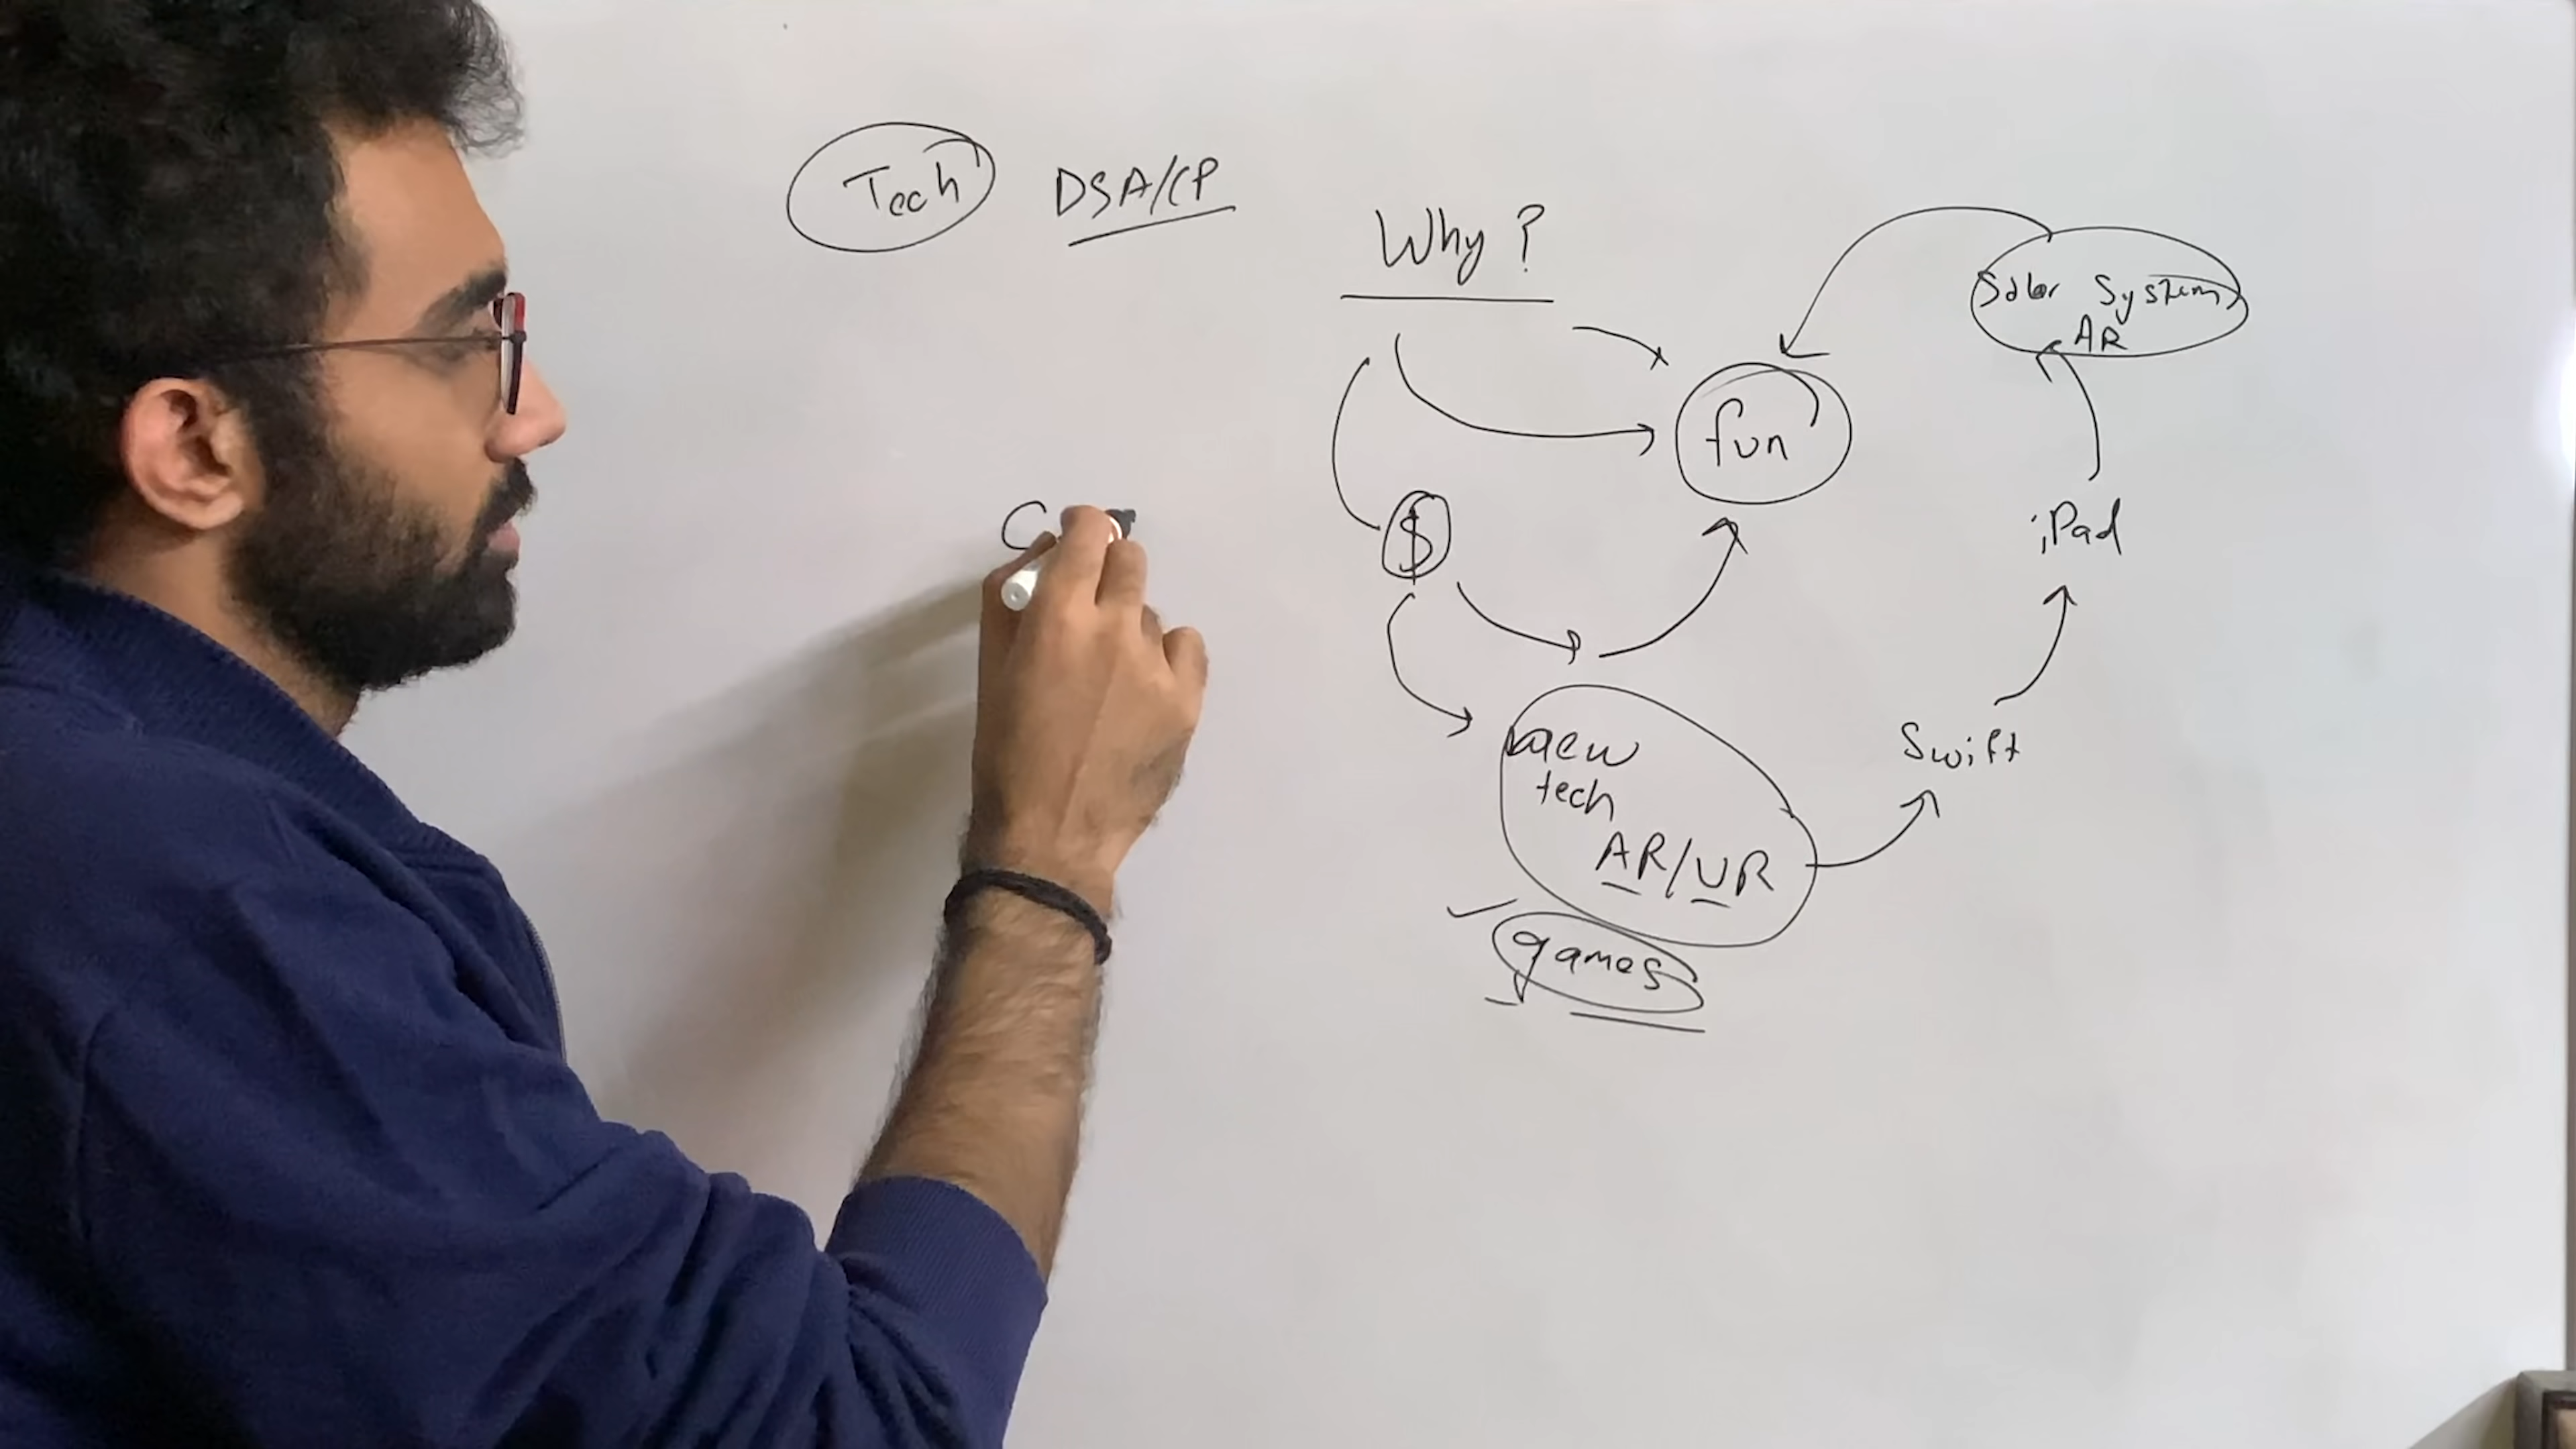 Tech DSA/CP
Why?
Solar System
AR
fun
$
iPad
new
tech
Swift
AR/VR
games
C